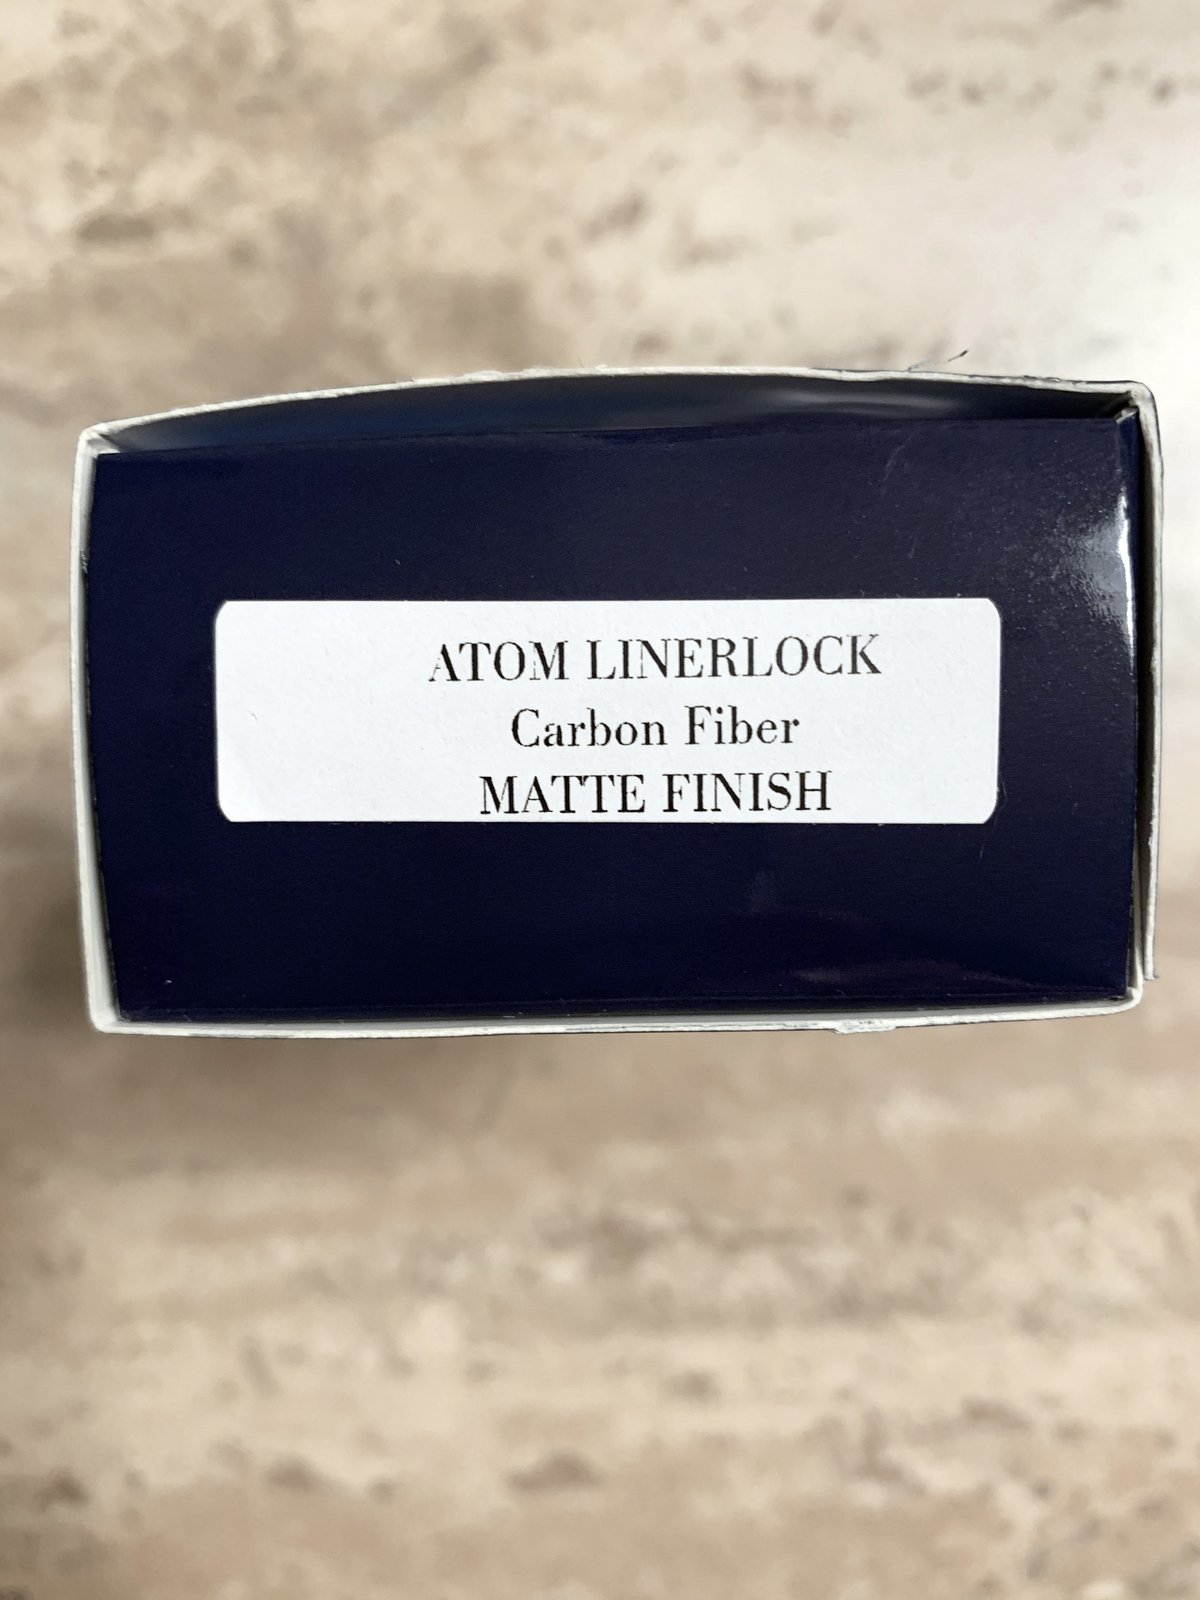 ATOM LINERLOCK
Carbon Fiber
MATTE FINISH